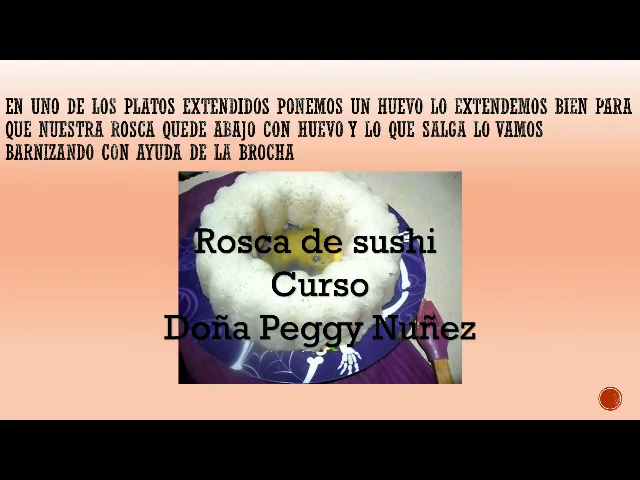 EN UNO DE LOS PLATOS EXTENDIDOS PONEMOS UN HUEVO LO EXTENDEMOS BIEN PARA
QUE NUESTRA ROSCA QUEDE ABAJO CON HUEVO Y LO QUE SALGA LO VAMOS
BARNIZANDO CON AYUDA DE LA BROCHA
Rosca de sushi
Curso
Doña Peggy Nuñez